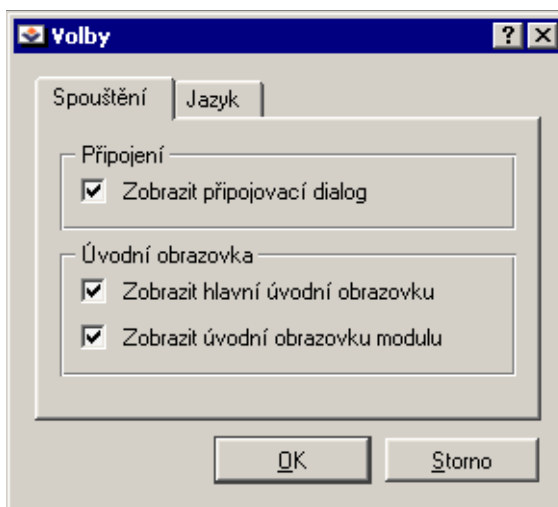 Volby
Spouštění Jazyk
Připojení
Zobrazit připojovací dialog
Úvodní obrazovka
Zobrazit hlavní úvodní obrazovku
Zobrazit úvodní obrazovku modulu
OK Storno